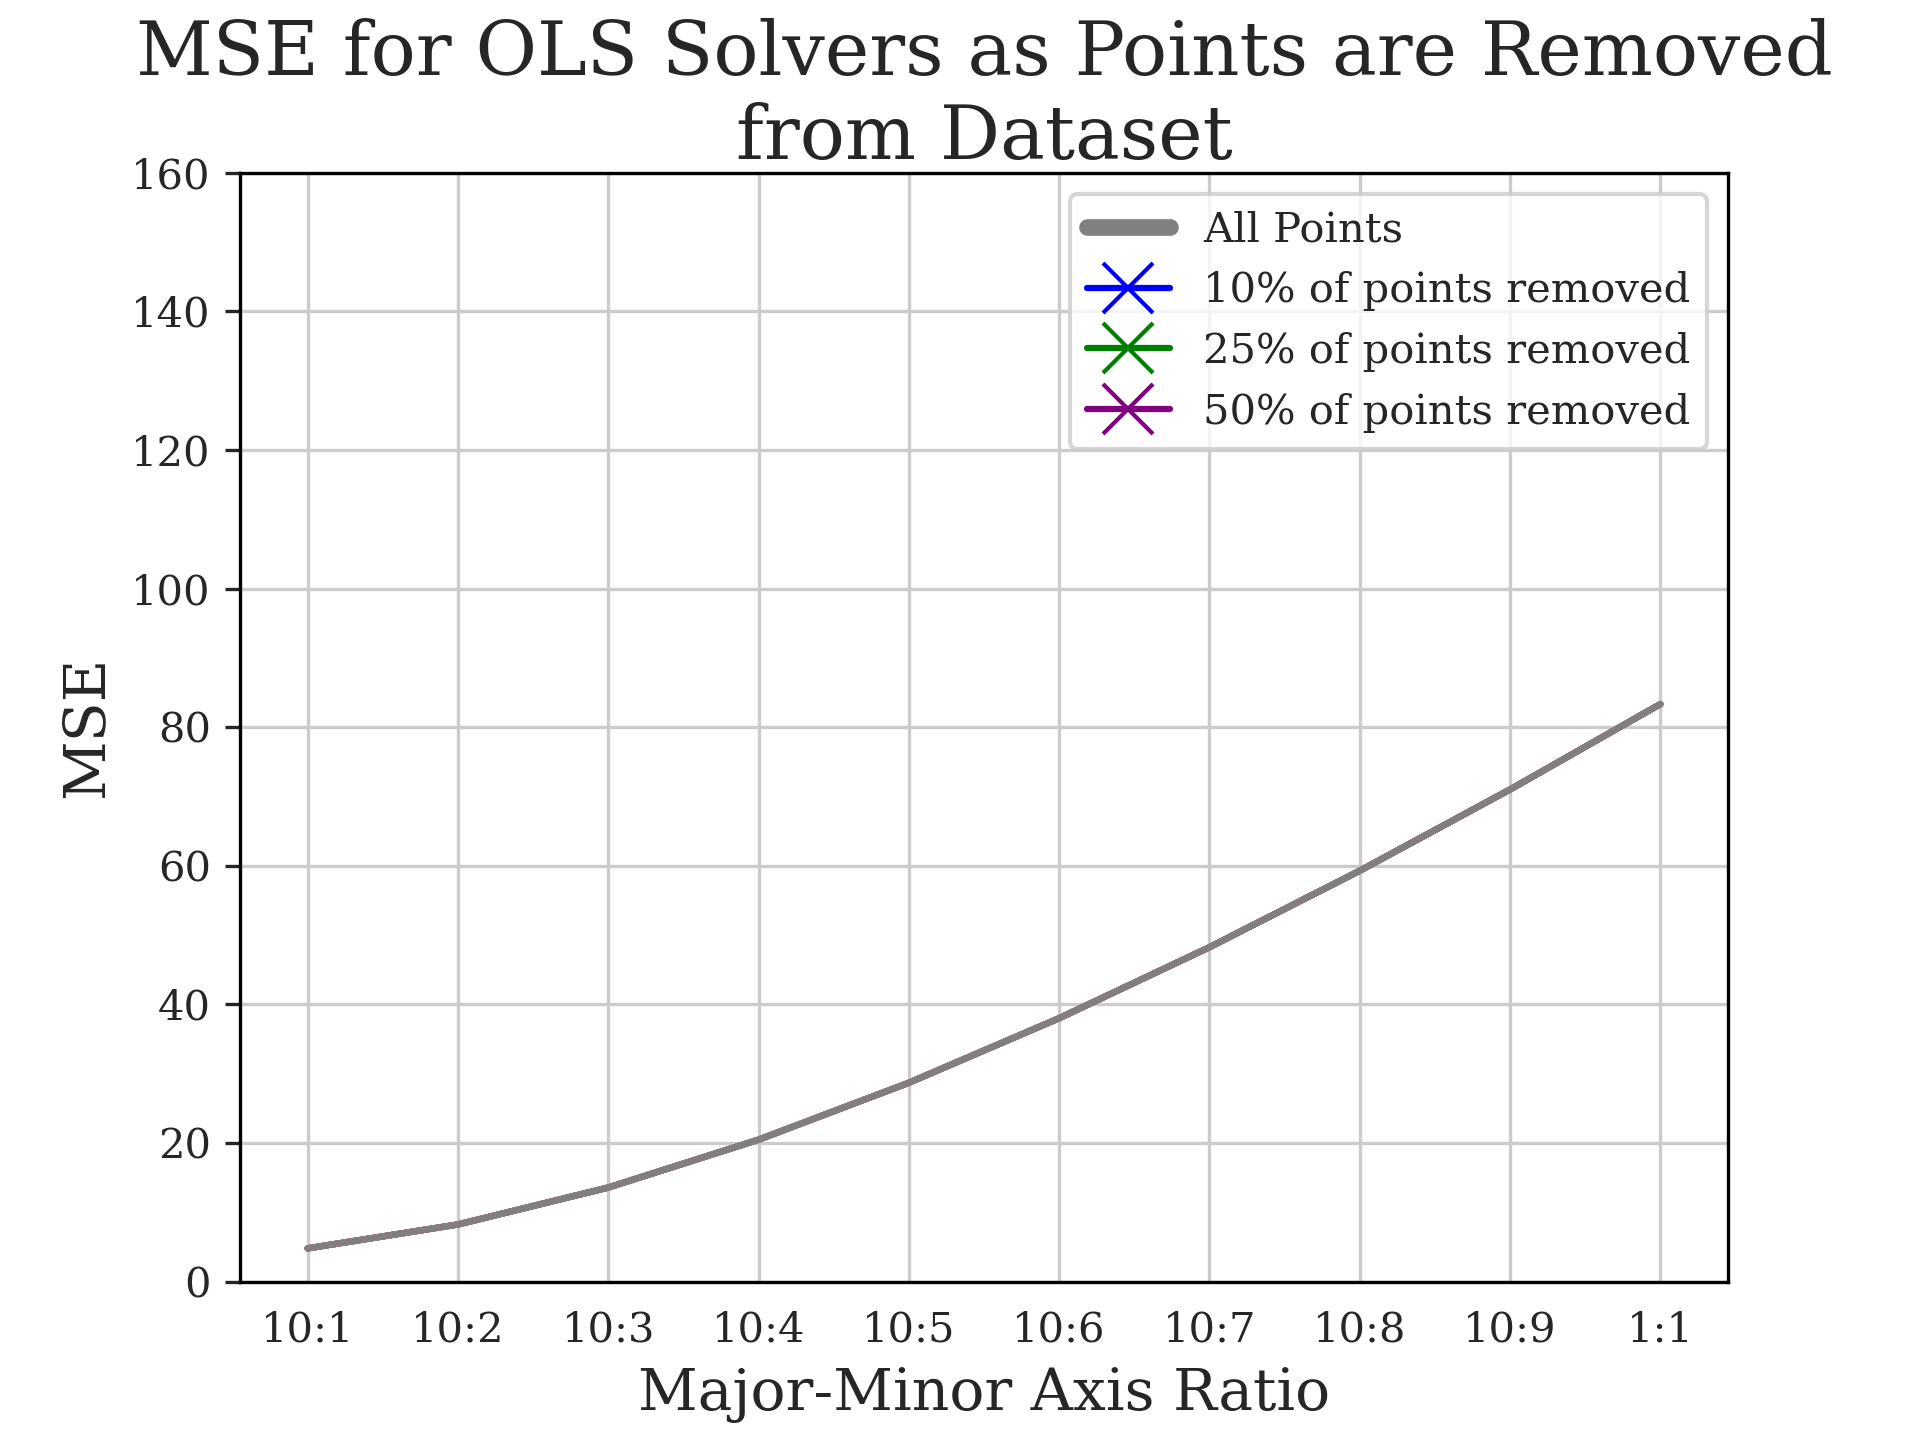 MSE for OLS Solvers as Points are Removed
from Dataset
160
140
120
100
80
60
40
20
0
MSE
All Points
10% of points removed
25% of points removed
50% of points removed
10:1 10:2 10:3 10:4 10:5 10:6 10:7 10:8 10:9 1:1
Major-Minor Axis Ratio